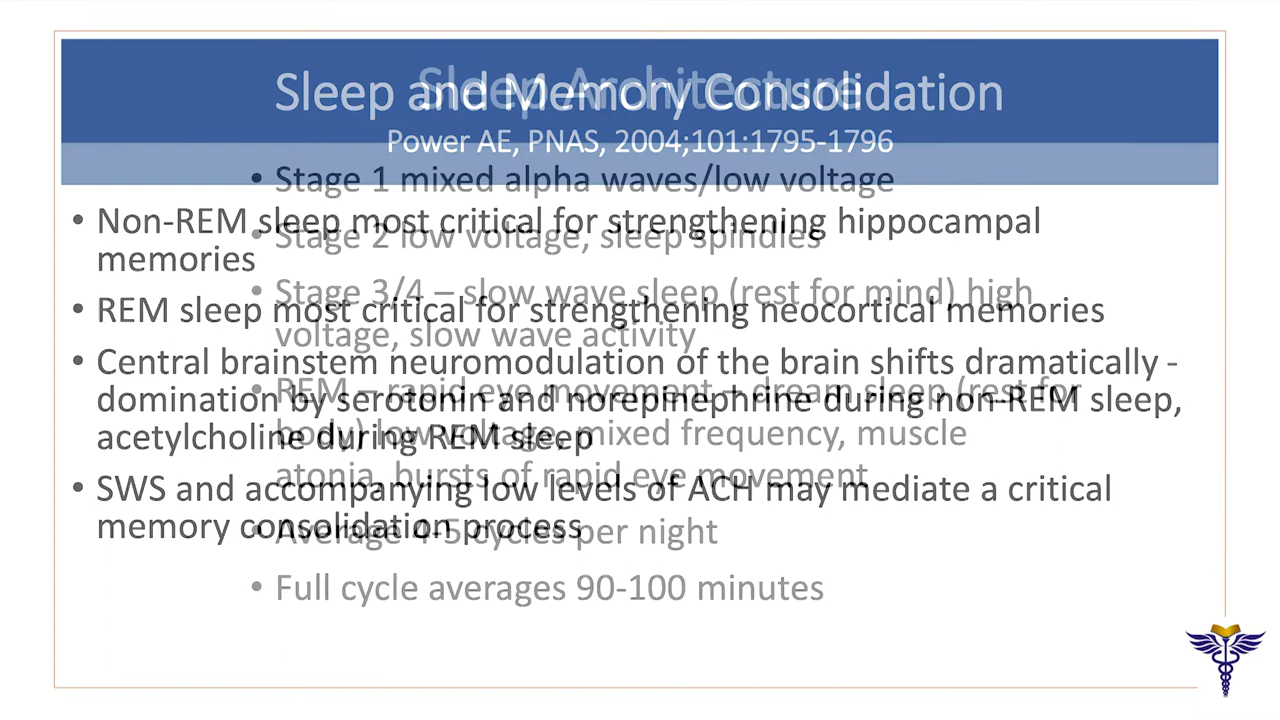 Sleep and Memory Consolidation
Power AE, PNAS, 2004;101:1795-1796
• Non-REM sleep most critical for strengthening hippocampal
memories
• REM sleep most critical for strengthening neocortical memories
• Central brainstem neuromodulation of the brain shifts dramatically -
domination by serotonin and norepinephrine during non-REM sleep,
acetylcholine during REM sleep
• SWS and accompanying low levels of ACH may mediate a critical
memory consolidation process
Sleep Architecture
• Stage 1 mixed alpha waves/low voltage
• Stage 2 low voltage, sleep spindles
• Stage 3/4 – slow wave sleep (rest for mind) high
voltage, slow wave activity
• REM – rapid eye movement – dream sleep (rest for
body) low voltage, mixed frequency, muscle
atonia, bursts of rapid eye movement
• Average 4-5 cycles per night
• Full cycle averages 90-100 minutes